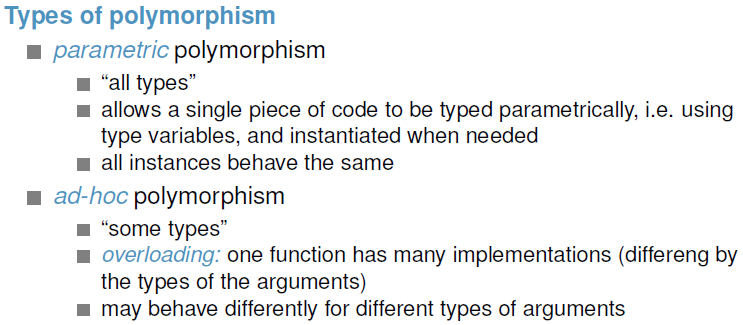 Types of polymorphism
parametric polymorphism
“all types”
allows a single piece of code to be typed parametrically, i.e. using
type variables, and instantiated when needed
all instances behave the same
ad-hoc polymorphism
“some types”
overloading: one function has many implementations (differeng by
the types of the arguments)
may behave differently for different types of arguments